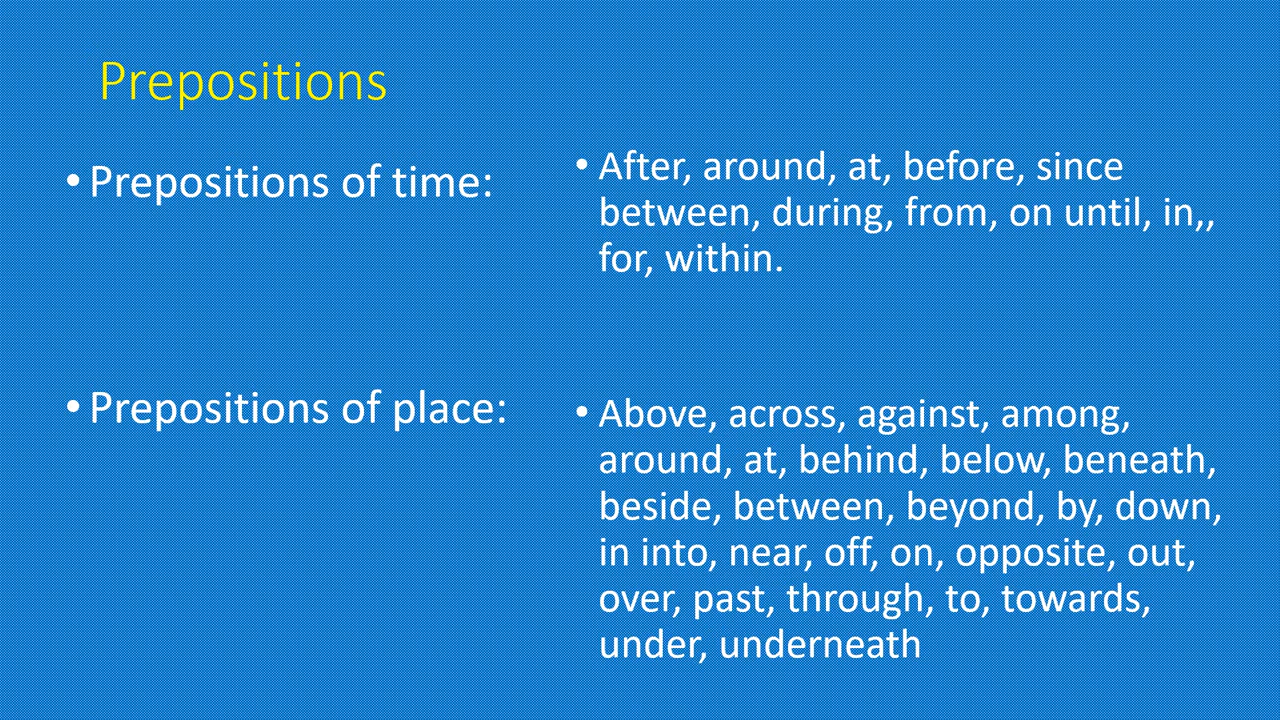 Prepositions
• Prepositions of time:
• After, around, at, before, since
between, during, from, on until, in,,
for, within.
• Prepositions of place:
• Above, across, against, among,
around, at, behind, below, beneath,
beside, between, beyond, by, down,
in into, near, off, on, opposite, out,
over, past, through, to, towards,
under, underneath